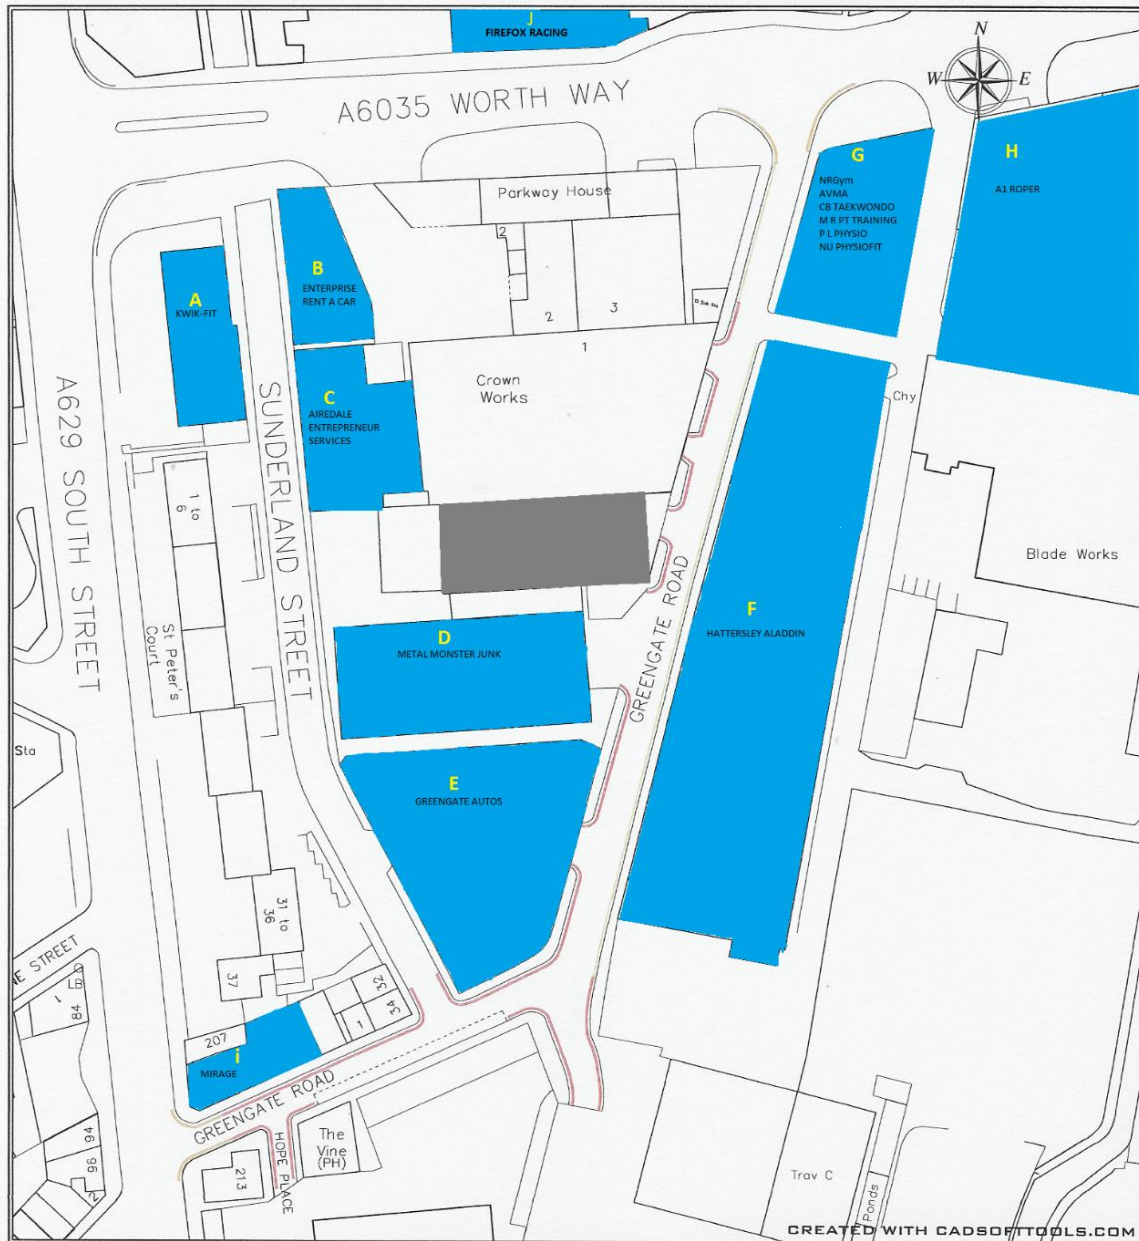 J
FIREFOX RACING
A6035 WORTH WAY
N
W
E
G
NRGym
AVMA
CB TAEKWONDO
M R PT TRAINING
P L PHYSIO
NU PHYSIOFIT
H
A1 ROPER
Parkway House
2
2
3
1
B
ENTERPRISE
RENT A CAR
A
KWIK-FIT
Crown
Works
C
AIREDALE
ENTREPRENEUR
SERVICES
Chy
A629 SOUTH STREET
SUNDERLAND STREET
1 to
6
Blade Works
GREENGATE ROAD
F
HATTERSLEY ALADDIN
D
METAL MONSTER JUNK
St Peter's
Court
Sta
E
GREENGATE AUTOS
31 to
36
NE STREET
LB
1
84
37
32
34
1
207
i
MIRAGE
GREENGATE ROAD
HOPE PLACE
The
Vine
(PH)
94
96
2
213
Trav C
Ponds
CREATED WITH CADSOFTTOOLS.COM